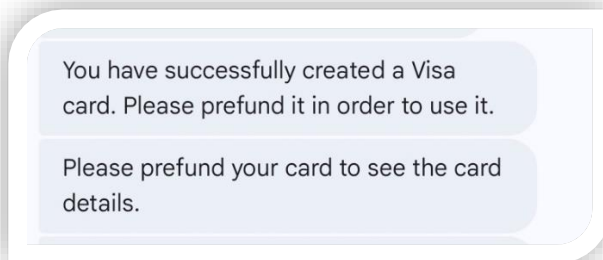 You have successfully created a Visa
card. Please prefund it in order to use it.
Please prefund your card to see the card
details.